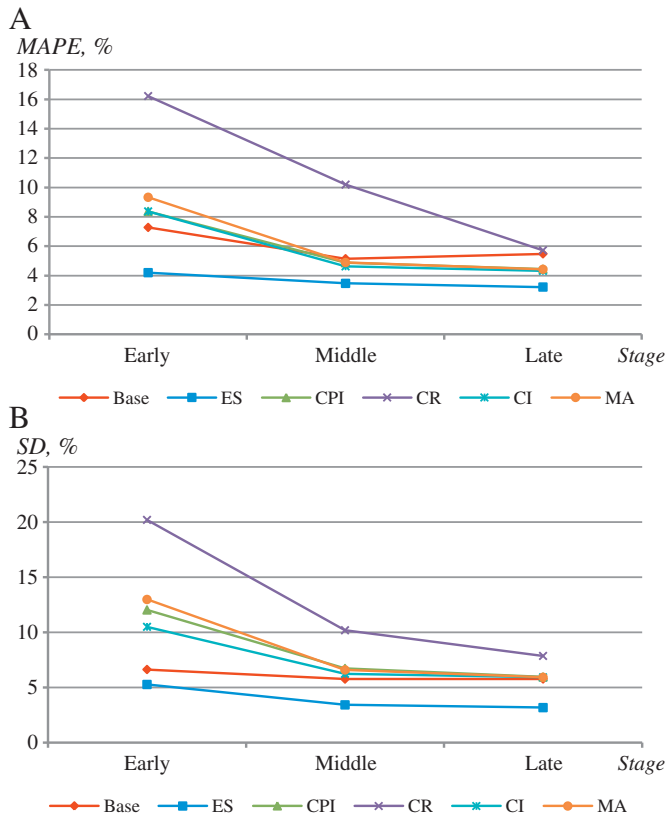 A
MAPE, %
18
16
14
12
10
8
6
4
2
0
Early Middle Late Stage
Base ES CPI CR CI MA
B
SD, %
25
20
15
10
5
0
Early Middle Late Stage
Base ES CPI CR CI MA